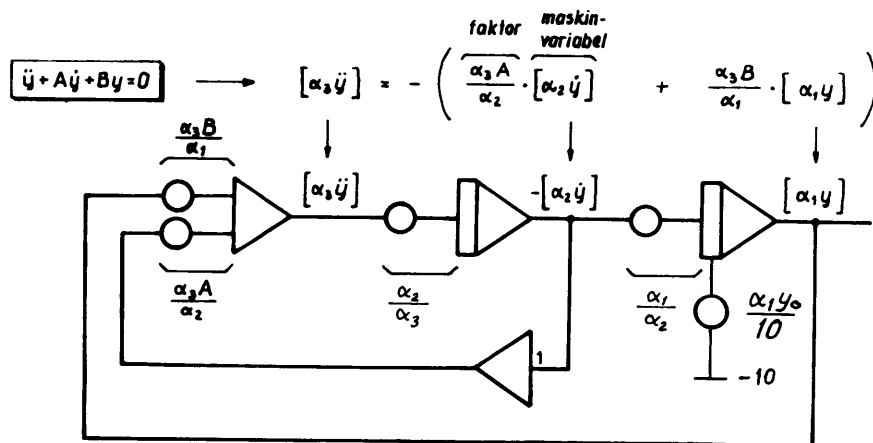 faktor maskin-variabel
ÿ + Aẏ + By = 0 → [α₃ÿ] = - ( α₃A/α₂ · [α₂ẏ] + α₃B/α₁ · [α₁y] )
α₃B/α₁
[α₃ÿ] -[α₂ẏ] [α₁y]
α₃A/α₂ α₂/α₃ α₁/α₂ α₁y₀/10
1
-10